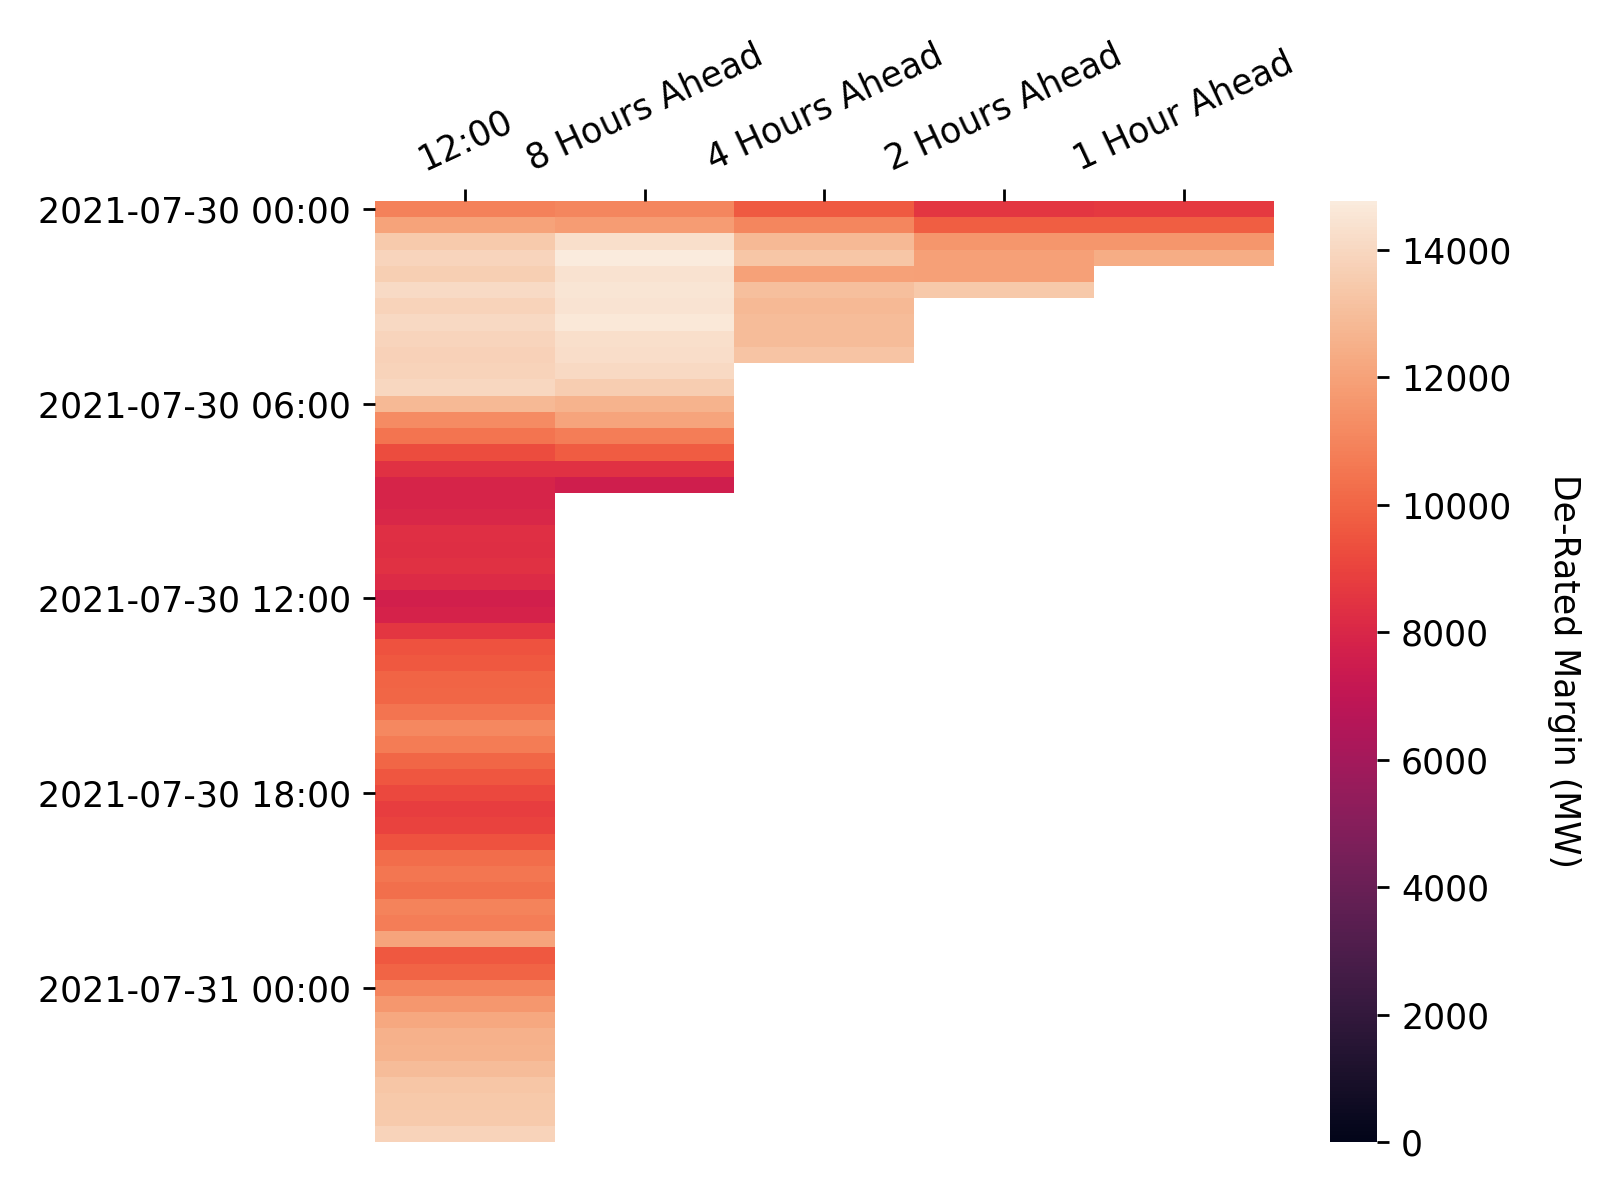 12:00
8 Hours Ahead
4 Hours Ahead
2 Hours Ahead
1 Hour Ahead
2021-07-30 00:00
2021-07-30 06:00
2021-07-30 12:00
2021-07-30 18:00
2021-07-31 00:00
14000
12000
10000
8000
6000
4000
2000
0
De-Rated Margin (MW)